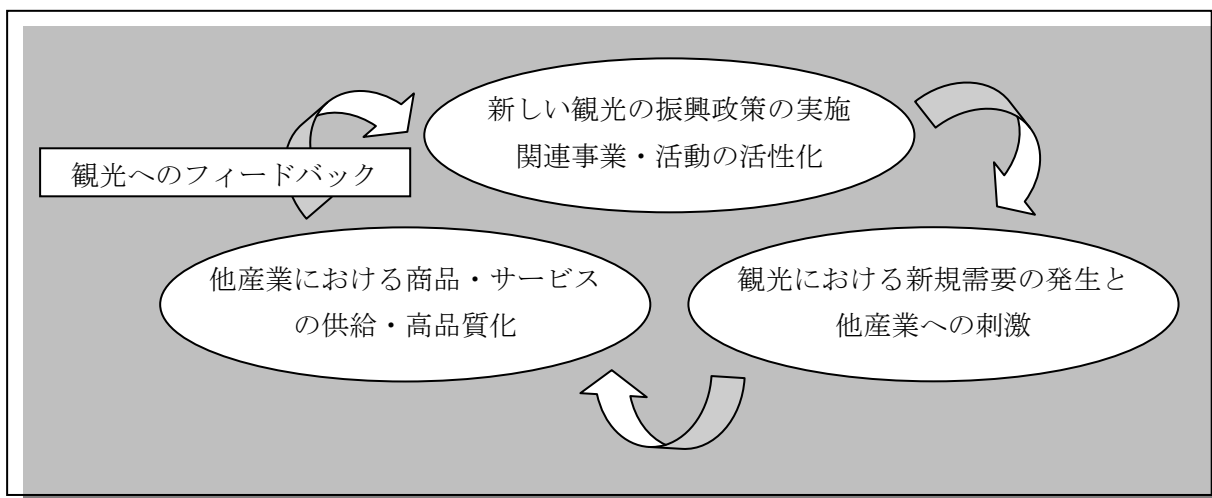 新しい観光の振興政策の実施
関連事業・活動の活性化
観光へのフィードバック
他産業における商品・サービス
の供給・高品質化
観光における新規需要の発生と
他産業への刺激